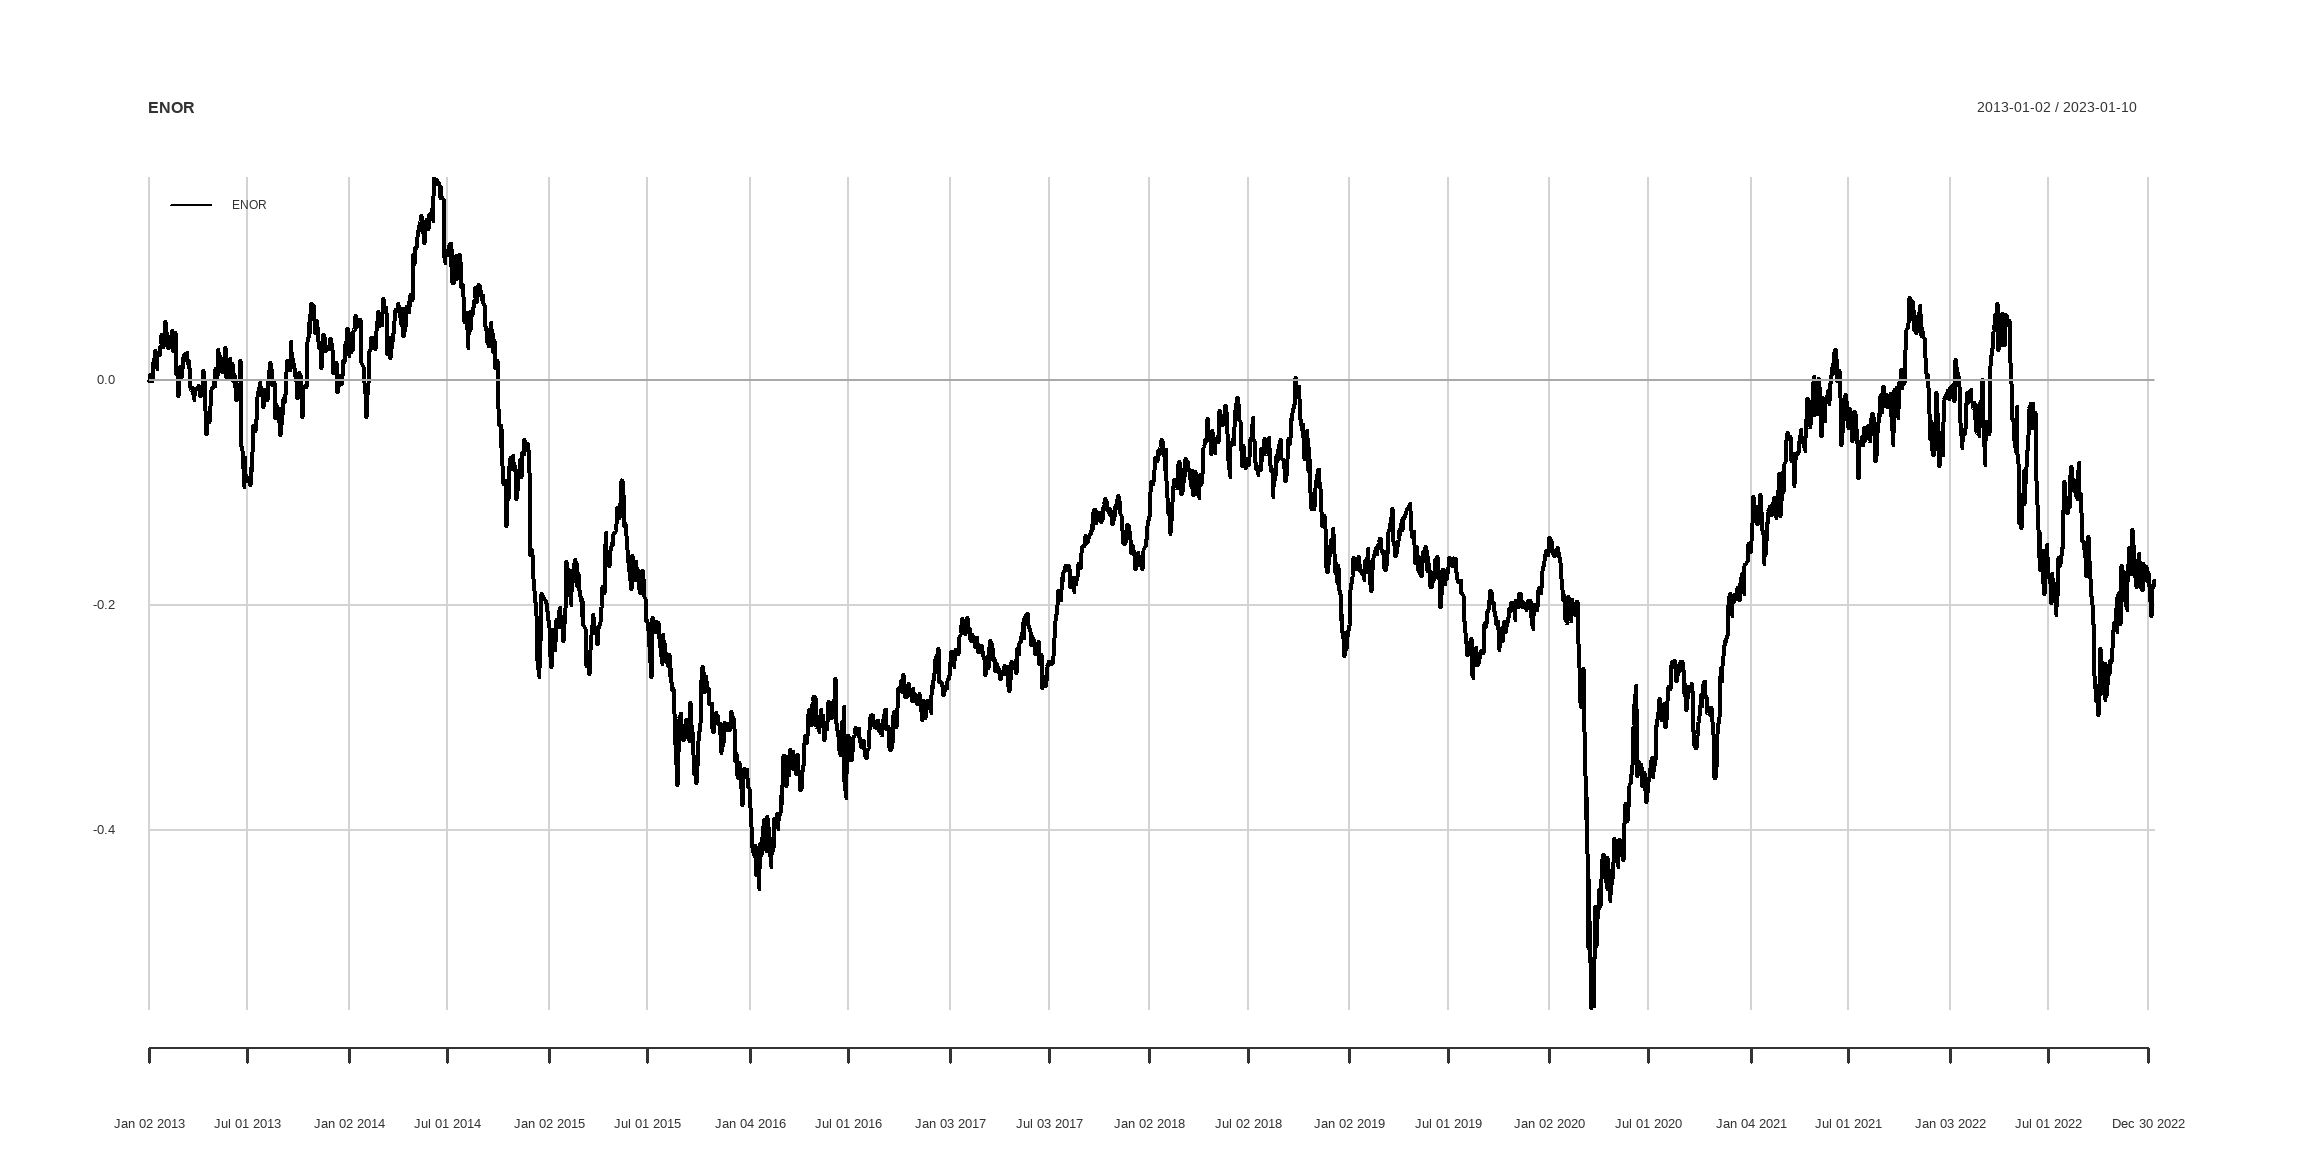 ENOR
2013-01-02 / 2023-01-10
ENOR
0.0
-0.2
-0.4
Jan 02 2013
Jul 01 2013
Jan 02 2014
Jul 01 2014
Jan 02 2015
Jul 01 2015
Jan 04 2016
Jul 01 2016
Jan 03 2017
Jul 03 2017
Jan 02 2018
Jul 02 2018
Jan 02 2019
Jul 01 2019
Jan 02 2020
Jul 01 2020
Jan 04 2021
Jul 01 2021
Jan 03 2022
Jul 01 2022
Dec 30 2022